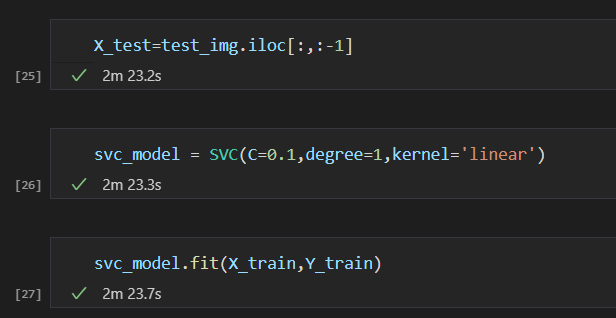 X_test=test_img.iloc[:,:-1]
[25] 2m 23.2s
svc_model = SVC(C=0.1,degree=1,kernel='linear')
[26] 2m 23.3s
svc_model.fit(X_train,Y_train)
[27] 2m 23.7s